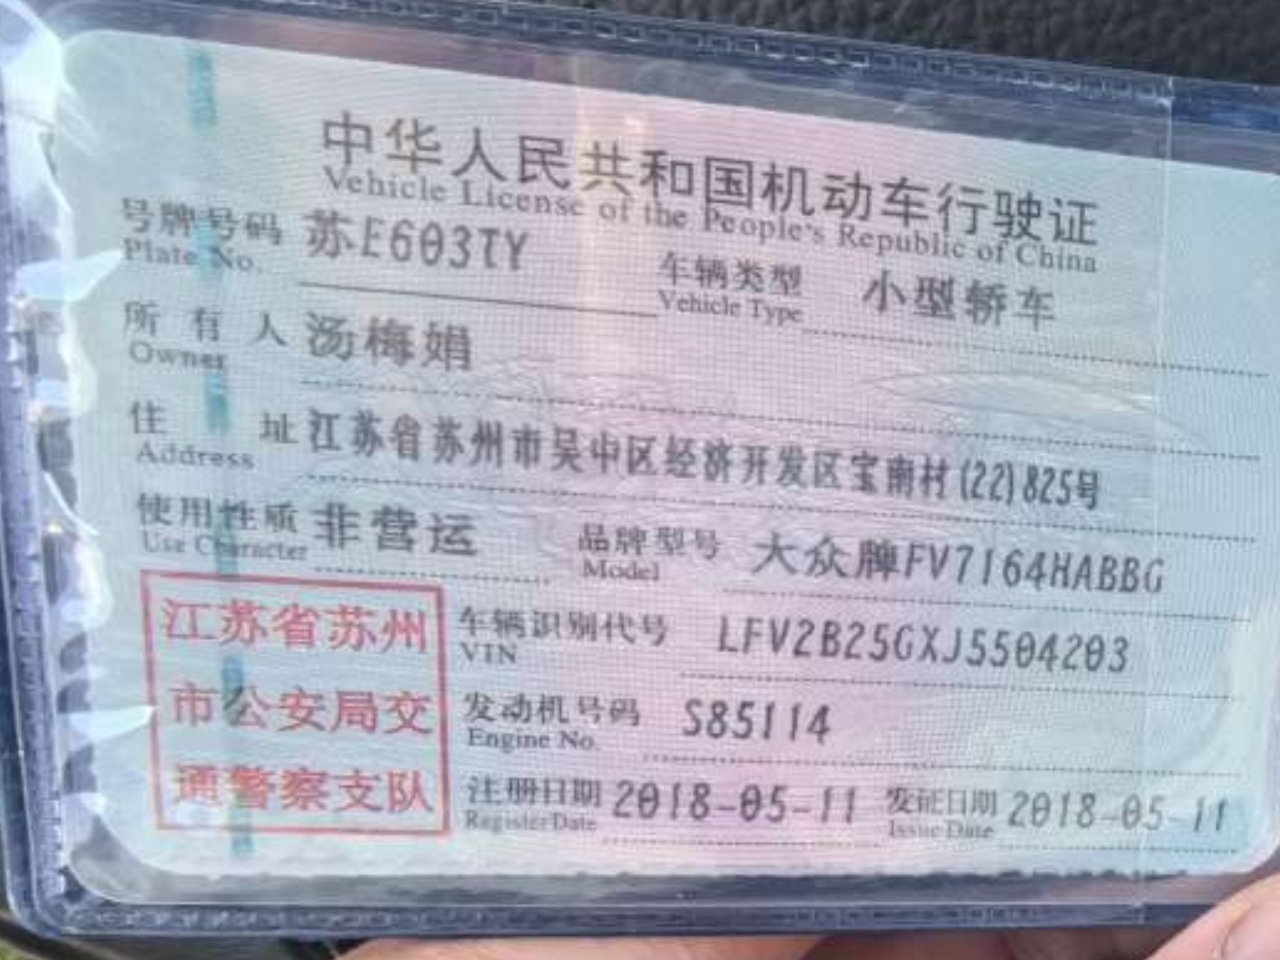 中华人民共和国机动车行驶证
Vehicle License of the People's Republic of China
号牌号码 苏E603TY 车辆类型 小型轿车
Plate No. Vehicle Type
所有人 汤梅娟
Owner
住址 江苏省苏州市吴中区经济开发区宝南村(22)825号
Address
使用性质 非营运 品牌型号 大众牌FV7164HABBG
Use Character Model
江苏省苏州
市公安局交
通警察支队
车辆识别代号 LFV2B25GXJ5504203
VIN
发动机号码 S85114
Engine No.
注册日期 2018-05-11 发证日期 2018-05-11
Register Date Issue Date